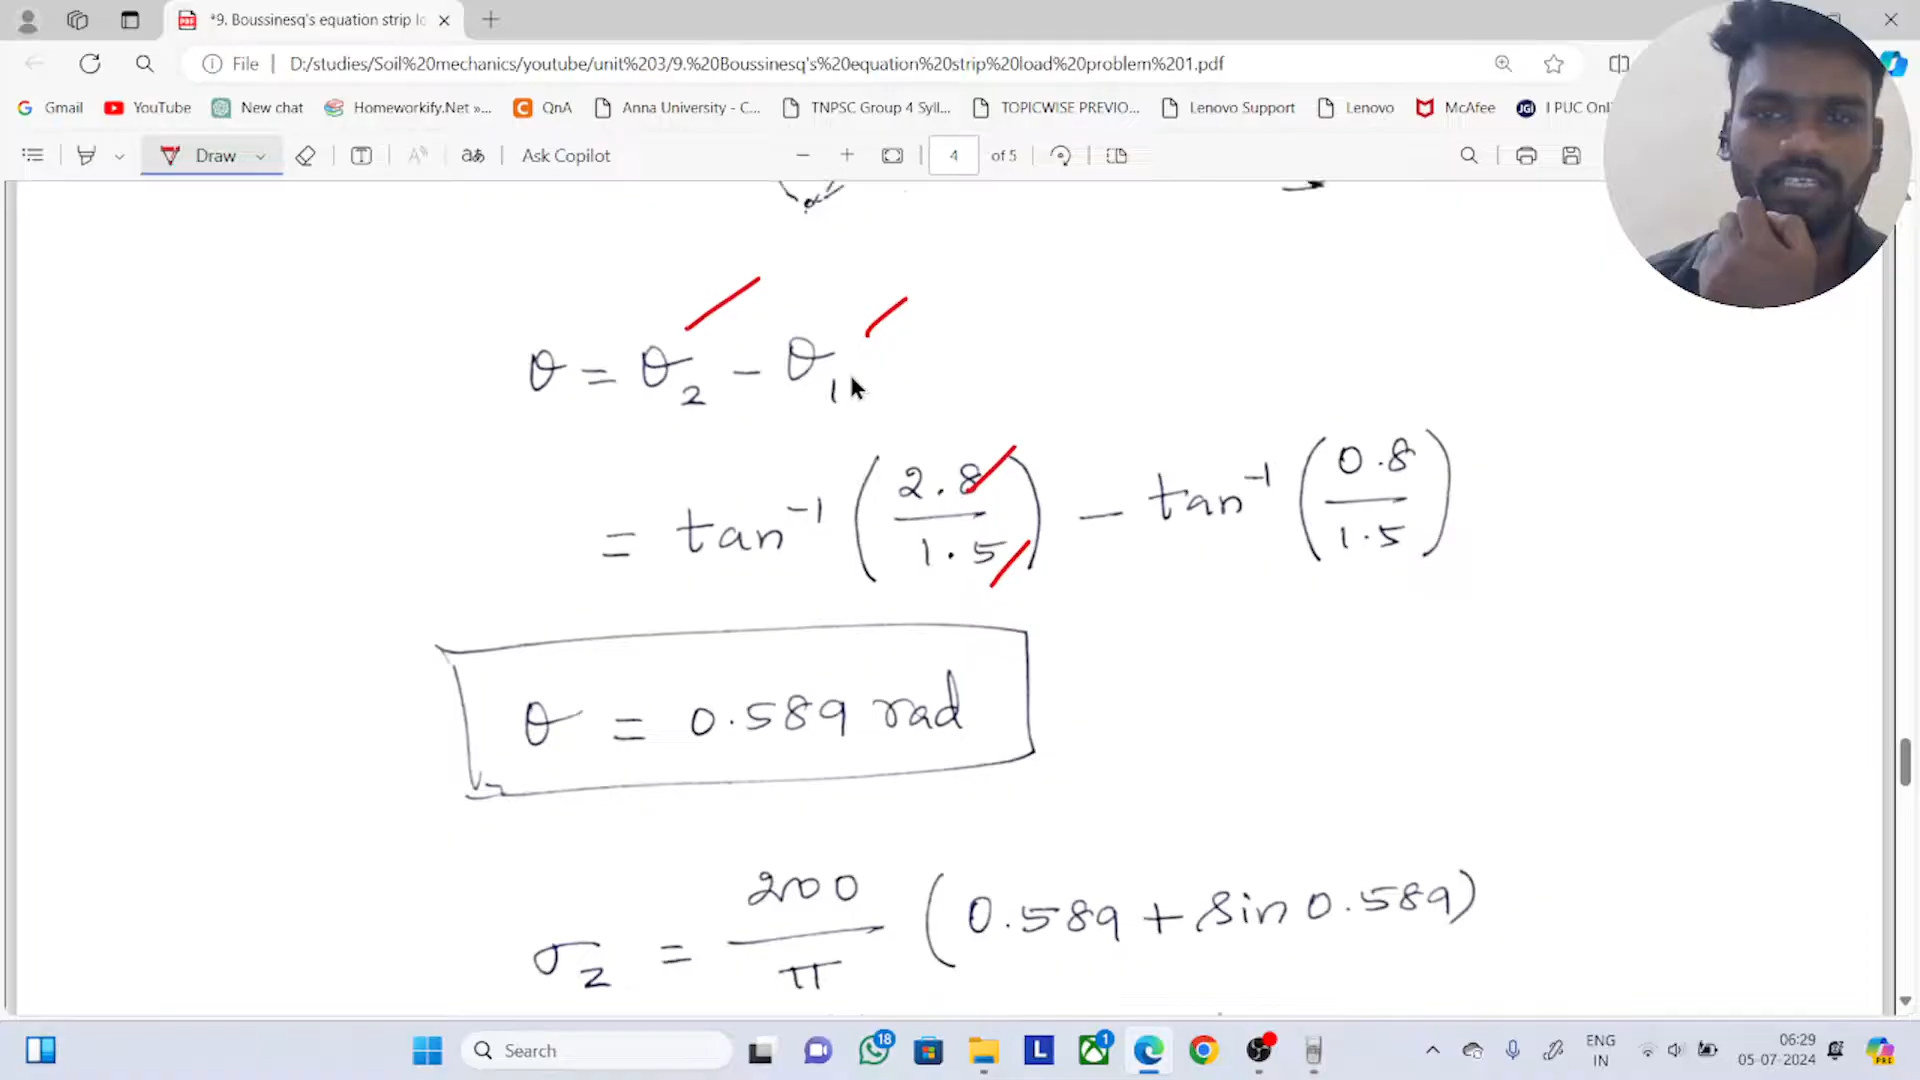 *9. Boussinesq's equation strip lo
File D:/studies/Soil%20mechanics/youtube/unit%203/9.%20Boussinesq's%20equation%20strip%20load%20problem%201.pdf
Gmail YouTube New chat Homeworkify.Net »... QnA Anna University - C... TNPSC Group 4 Syll... TOPICWISE PREVIO... Lenovo Support Lenovo McAfee I PUC Onl
Draw Ask Copilot 4 of 5
θ = θ2 - θ1
= tan-1 (2.8/1.5) - tan-1 (0.8/1.5)
θ = 0.589 rad
σz = 200/π (0.589 + sin 0.589)
Search 18 1 ENG 06:29
IN 05-07-2024